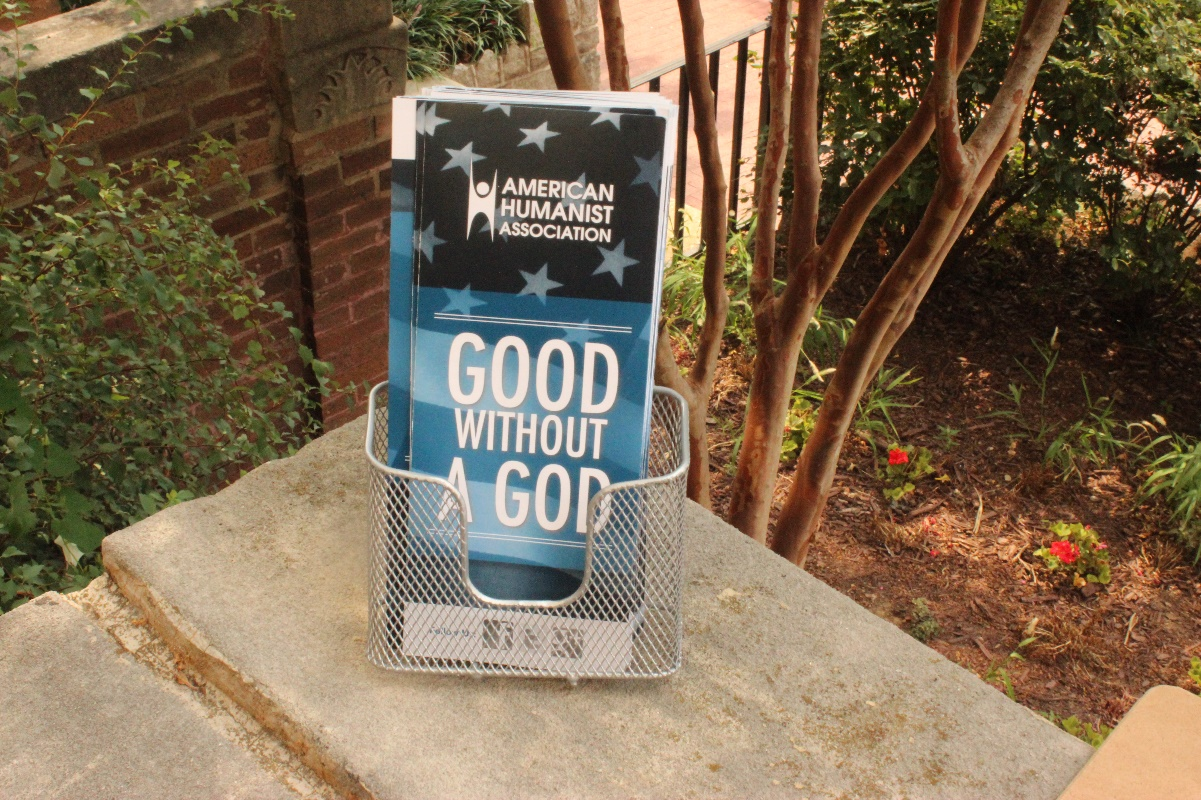 AMERICAN
HUMANIST
ASSOCIATION
GOOD
WITHOUT
A GOD